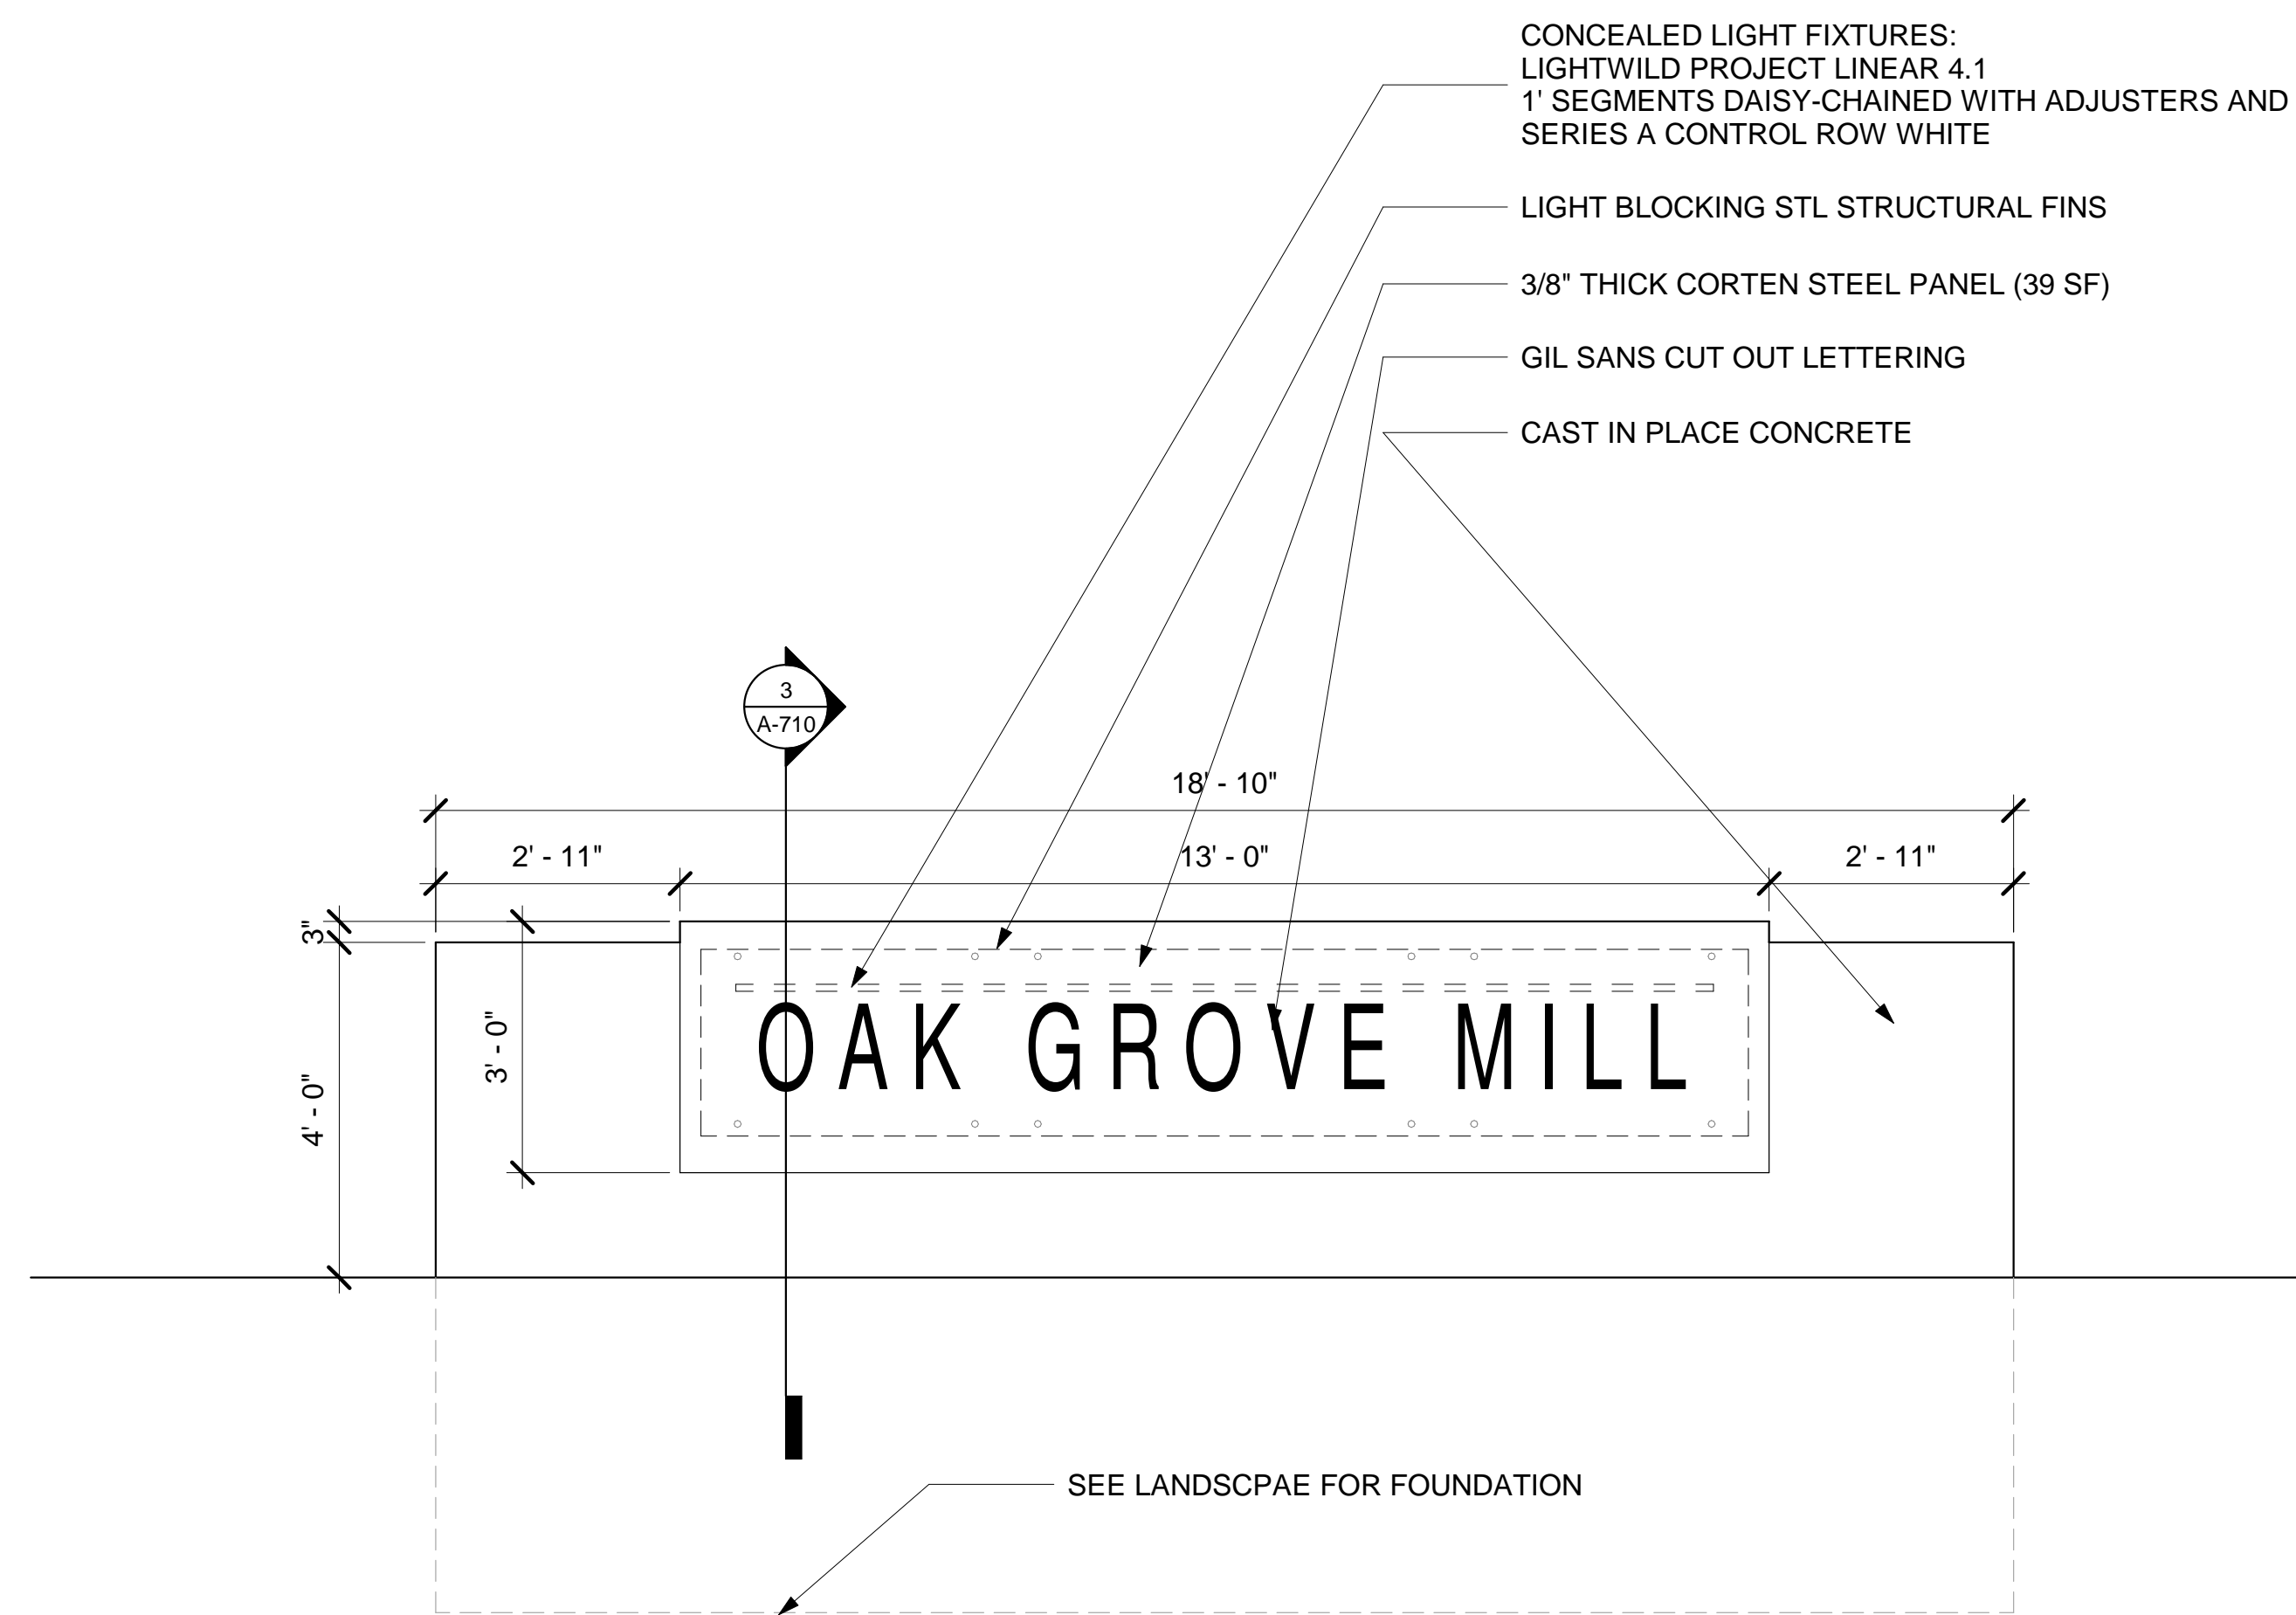 CONCEALED LIGHT FIXTURES:
LIGHTWILD PROJECT LINEAR 4.1
1' SEGMENTS DAISY-CHAINED WITH ADJUSTERS AND
SERIES A CONTROL ROW WHITE
LIGHT BLOCKING STL STRUCTURAL FINS
3/8" THICK CORTEN STEEL PANEL (39 SF)
GIL SANS CUT OUT LETTERING
CAST IN PLACE CONCRETE
3
A-710
18' - 10"
2' - 11"
13' - 0"
2' - 11"
3"
3' - 0"
4' - 0"
OAK GROVE MILL
SEE LANDSCPAE FOR FOUNDATION